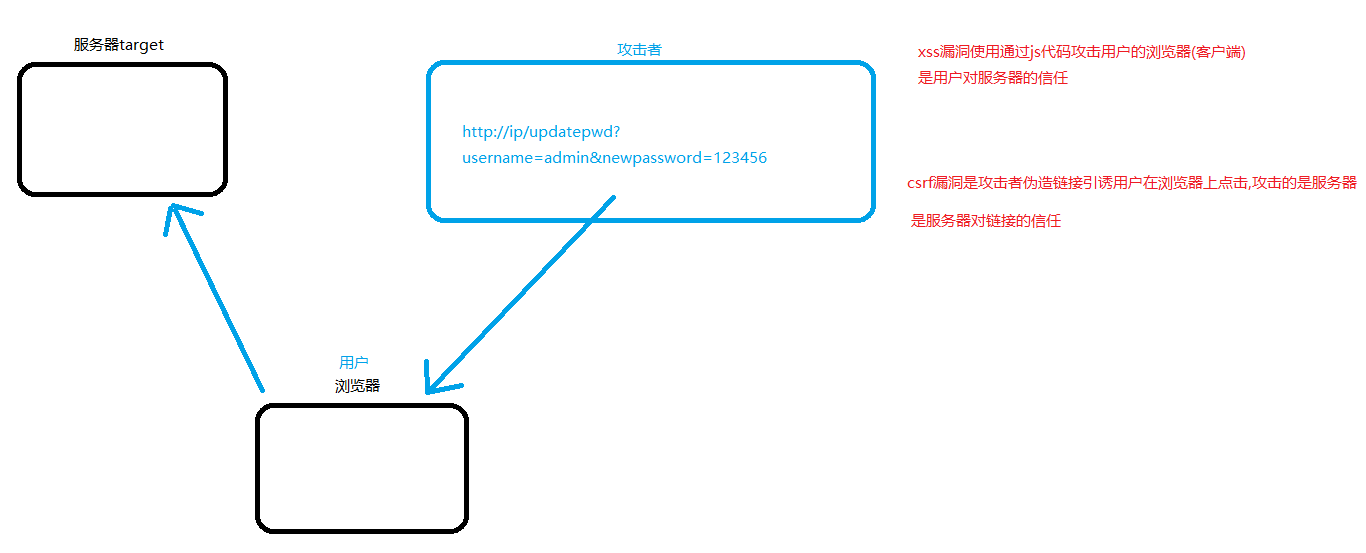 服务器target
攻击者
http://ip/updatepwd?
username=admin&newpassword=123456
用户
浏览器
xss漏洞使用通过js代码攻击用户的浏览器(客户端)
是用户对服务器的信任
csrf漏洞是攻击者伪造链接引诱用户在浏览器上点击,攻击的是服务器
是服务器对链接的信任